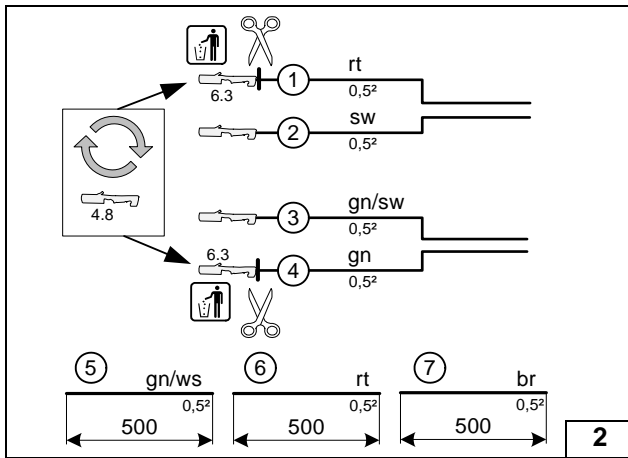 1 rt
6.3 0,5²
2 sw
0,5²
4.8
3 gn/sw
0,5²
6.3
4 gn
0,5²
5 gn/ws 6 rt 7 br
0,5² 0,5² 0,5²
500 500 500
2